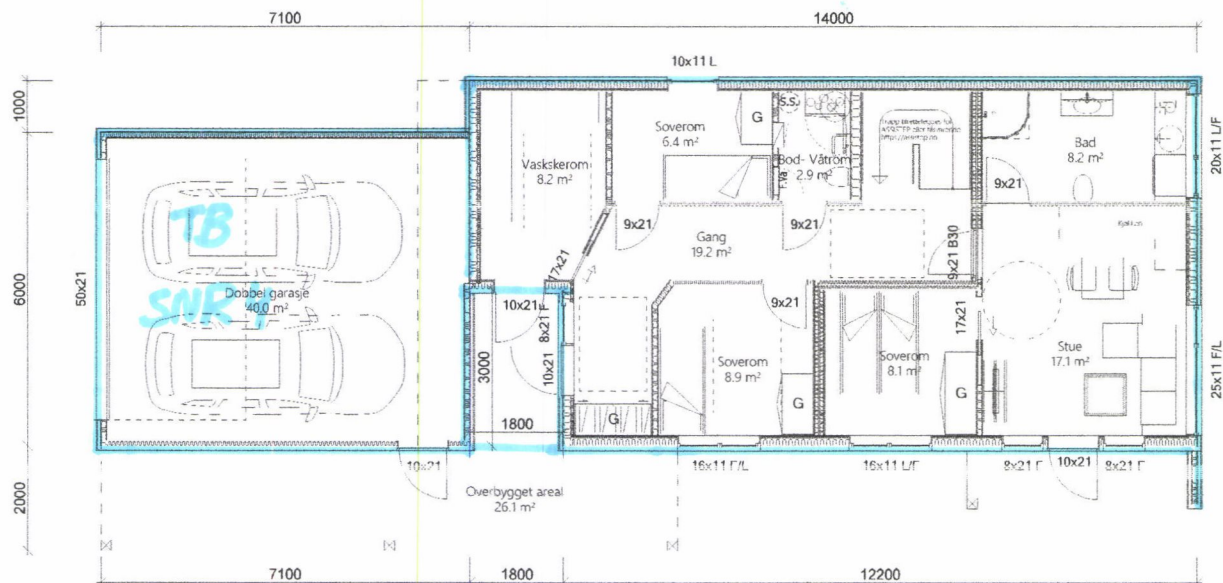 7100
14000
10x11 L
1000
6000
2000
50x21
TB
SNR 4
Dobbel garasje
40.0 m²
Vaskskerom
8.2 m²
Soverom
6.4 m²
G
S.S.
Bod- Våtrom
2.9 m²
F.Va
Bad
8.2 m²
20x11 L/F
9x21
9x21
9x21
Gang
19.2 m²
17x21
9x21 B30
Kjøkken
10x21
8x21 F
10x21
3000
1800
G
9x21
Soverom
8.9 m²
G
Soverom
8.1 m²
17x21
G
Stue
17.1 m²
25x11 F/L
10x21
16x11 F/L
16x11 L/F
8x21 F
10x21
8x21 F
Overbygget areal
26.1 m²
7100
1800
12200